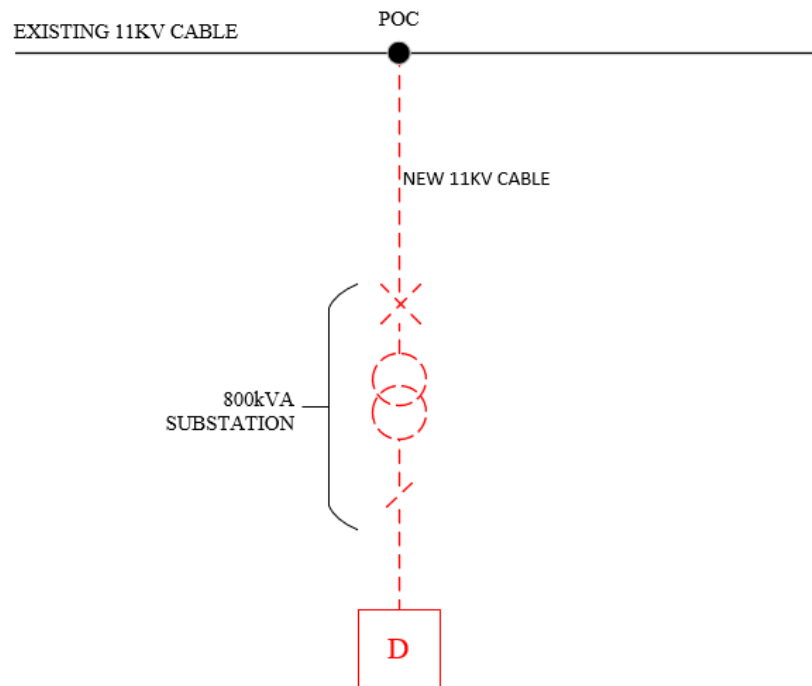 POC
EXISTING 11KV CABLE
NEW 11KV CABLE
800kVA
SUBSTATION
D